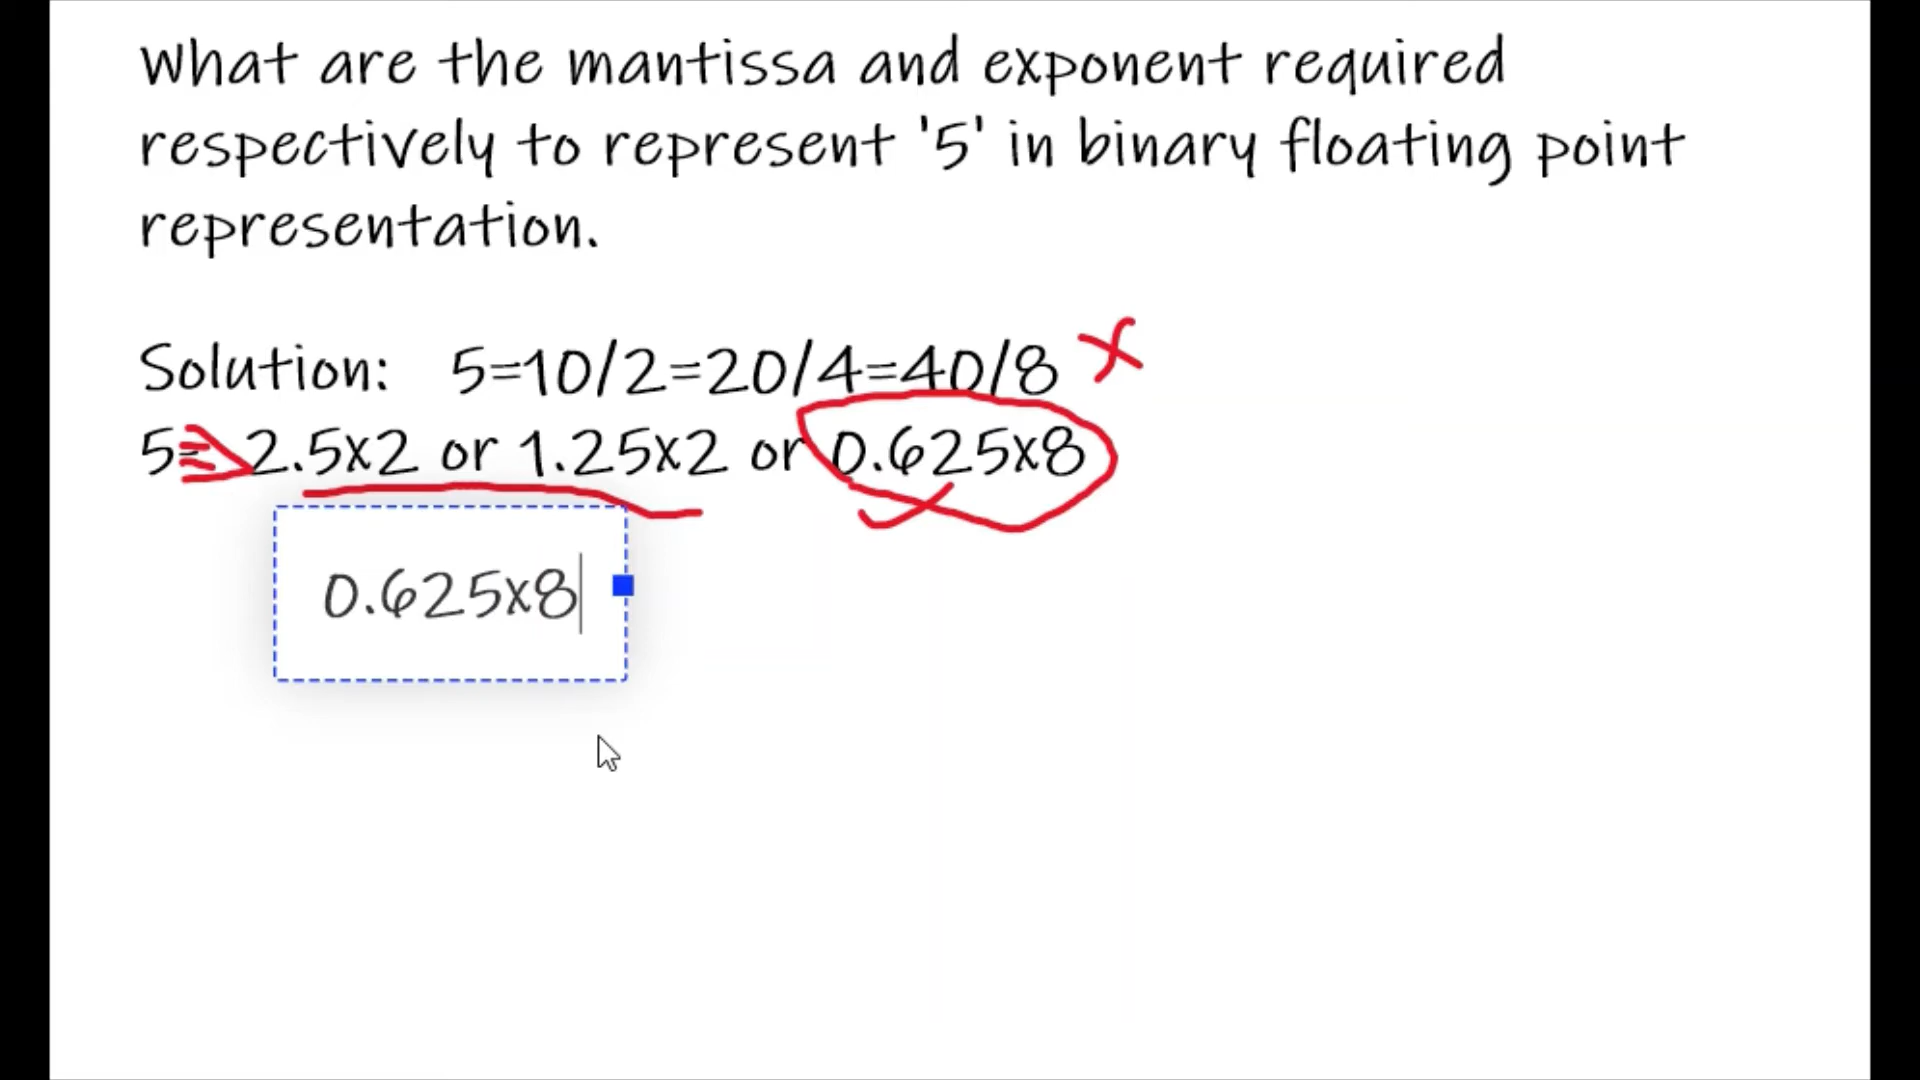 What are the mantissa and exponent required
respectively to represent '5' in binary floating point
representation.
Solution: 5=10/2=20/4=40/8 x
5= 2.5x2 or 1.25x2 or 0.625x8
0.625x8